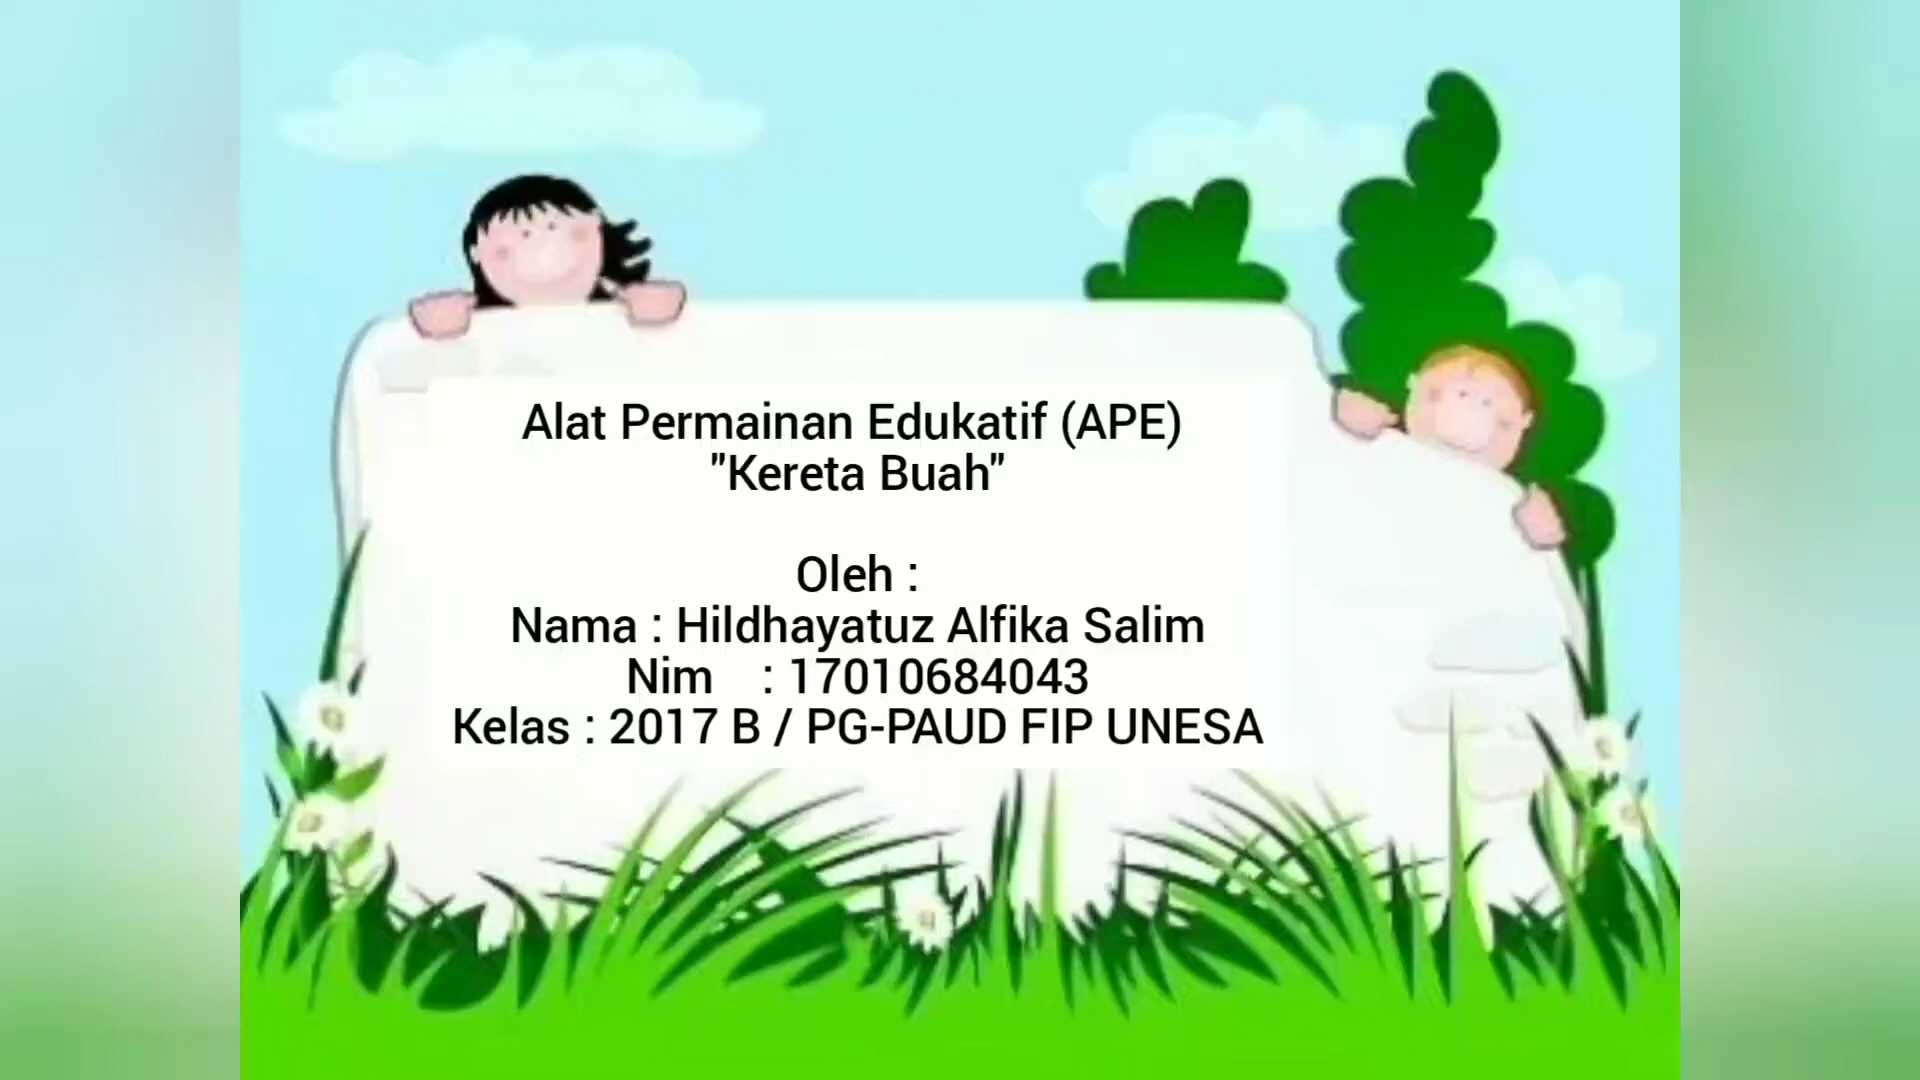 Alat Permainan Edukatif (APE)
"Kereta Buah"
Oleh :
Nama : Hildhayatuz Alfika Salim
Nim : 17010684043
Kelas : 2017 B / PG-PAUD FIP UNESA